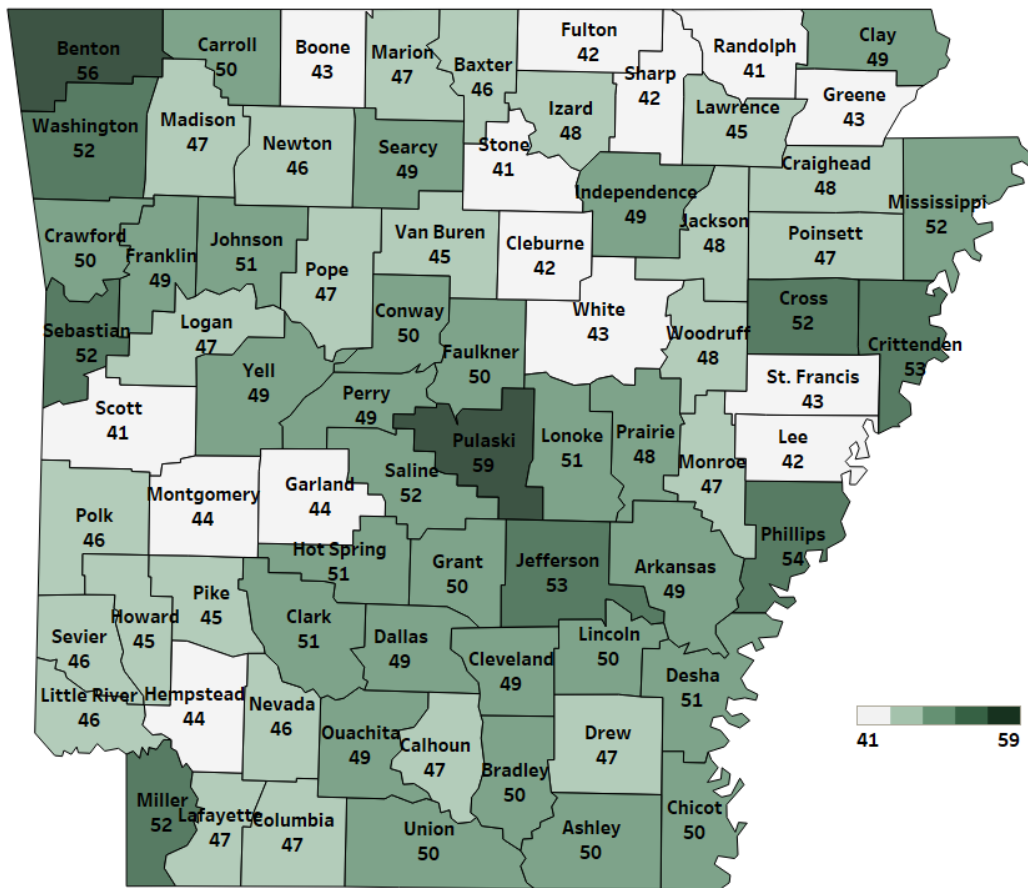 Benton
56
Carroll
50
Boone
43
Marion
47
Baxter
46
Fulton
42
Sharp
42
Randolph
41
Clay
49
Greene
43
Lawrence
45
Izard
48
Washington
52
Madison
47
Newton
46
Searcy
49
Stone
41
Independence
49
Jackson
48
Craighead
48
Mississippi
52
Poinsett
47
Crawford
50
Franklin
49
Johnson
51
Pope
47
Van Buren
45
Cleburne
42
White
43
Woodruff
48
Cross
52
Crittenden
53
Sebastian
52
Logan
47
Conway
50
Faulkner
50
Yell
49
Perry
49
St. Francis
43
Scott
41
Pulaski
59
Lonoke
51
Prairie
48
Monroe
47
Lee
42
Saline
52
Garland
44
Montgomery
44
Polk
46
Hot Spring
51
Grant
50
Jefferson
53
Arkansas
49
Phillips
54
Pike
45
Howard
45
Sevier
46
Clark
51
Dallas
49
Cleveland
49
Lincoln
50
Desha
51
Little River
46
Hempstead
44
Nevada
46
Ouachita
49
Calhoun
47
Bradley
50
Drew
47
41
59
Miller
52
Lafayette
47
Columbia
47
Union
50
Ashley
50
Chicot
50